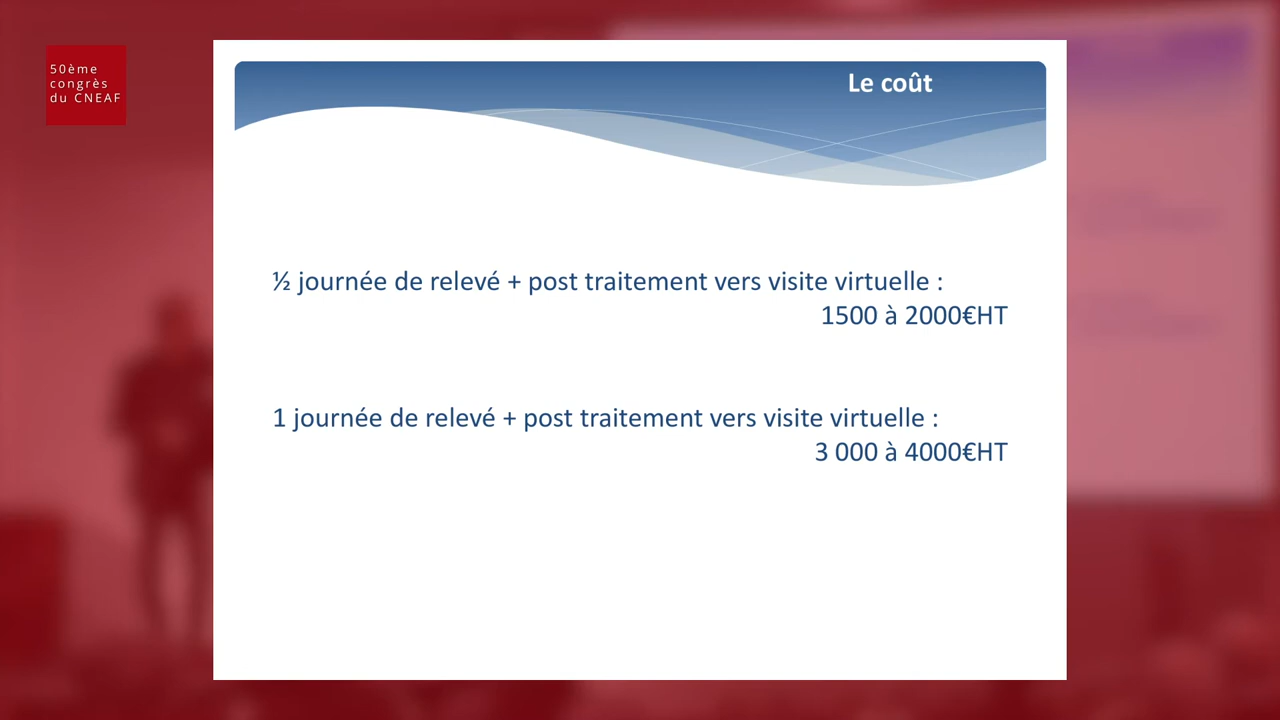 50ème
congrès
du CNEAF
Le coût
½ journée de relevé + post traitement vers visite virtuelle :
1500 à 2000€HT
1 journée de relevé + post traitement vers visite virtuelle :
3 000 à 4000€HT